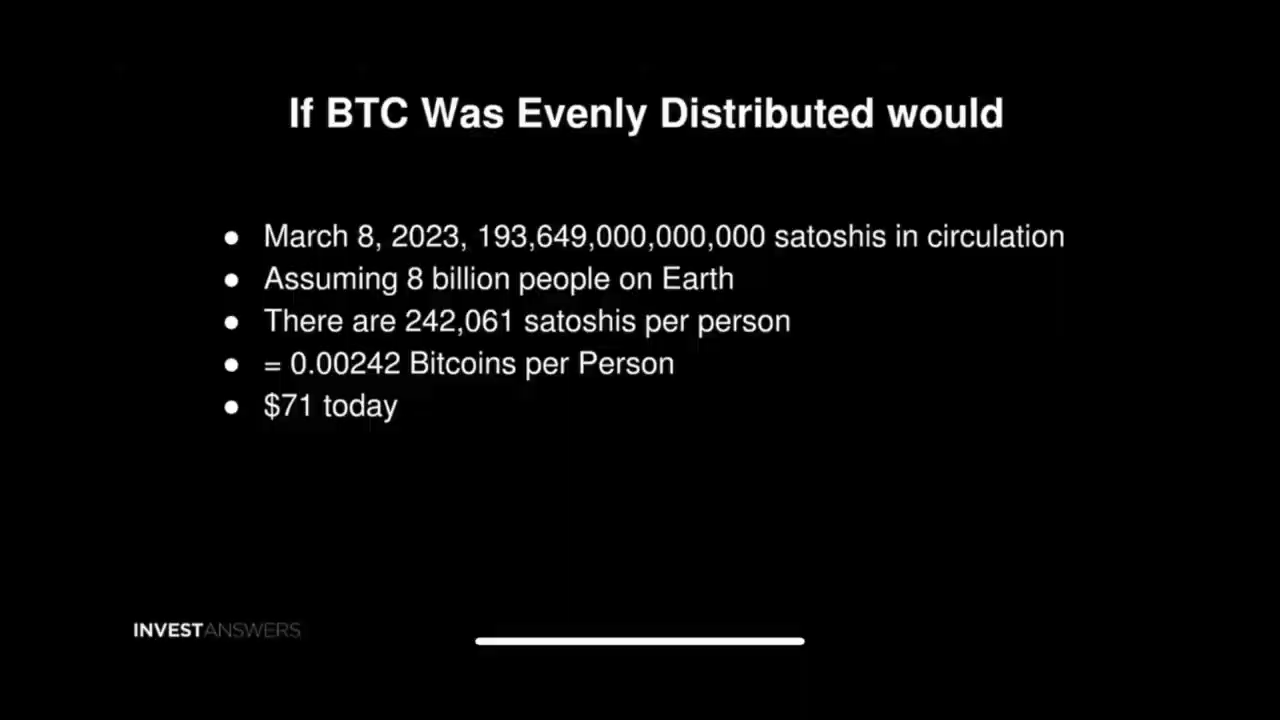 If BTC Was Evenly Distributed would
● March 8, 2023, 193,649,000,000,000 satoshis in circulation
● Assuming 8 billion people on Earth
● There are 242,061 satoshis per person
● = 0.00242 Bitcoins per Person
● $71 today
INVESTANSWERS